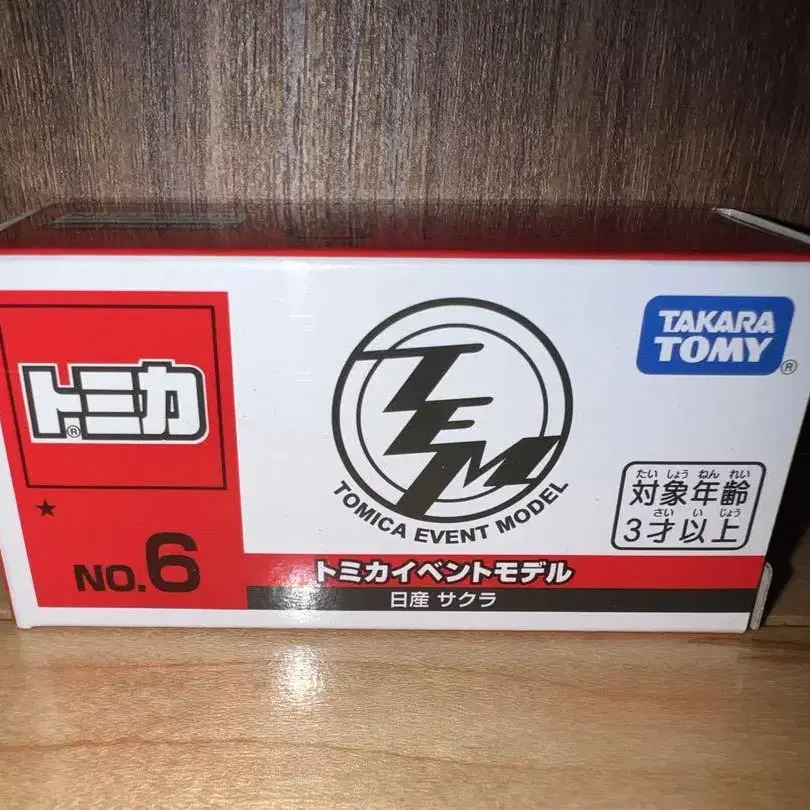 トミカ®
★
NO.6
TEM
TOMICA EVENT MODEL
TAKARA
TOMY®
たい しょう ねん れい
対象年齢
さい い じょう
3才以上
トミカイベントモデル
日産 サクラ